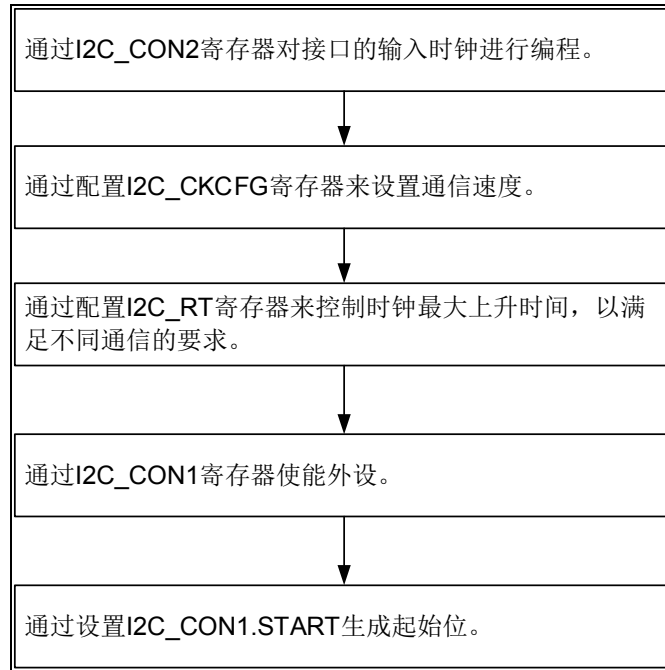 通过I2C_CON2寄存器对接口的输入时钟进行编程。
通过配置I2C_CKCFG寄存器来设置通信速度。
通过配置I2C_RT寄存器来控制时钟最大上升时间，以满
足不同通信的要求。
通过I2C_CON1寄存器使能外设。
通过设置I2C_CON1.START生成起始位。